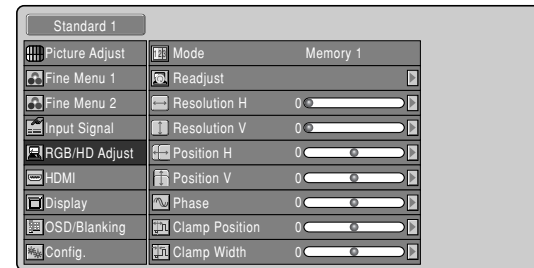 Standard 1
Picture Adjust Mode Memory 1
Fine Menu 1 Readjust
Fine Menu 2 Resolution H 0
Input Signal Resolution V 0
RGB/HD Adjust Position H 0
HDMI Position V 0
Display Phase 0
OSD/Blanking Clamp Position 0
Config. Clamp Width 0